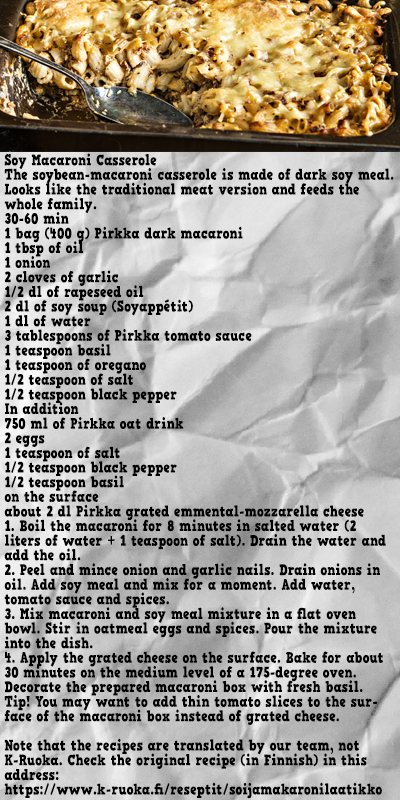 Soy Macaroni Casserole
The soybean-macaroni casserole is made of dark soy meal.
Looks like the traditional meat version and feeds the
whole family.
30-60 min
1 bag (400 g) Pirkka dark macaroni
1 tbsp of oil
1 onion
2 cloves of garlic
1/2 dl of rapeseed oil
2 dl of soy soup (Soyappétit)
1 dl of water
3 tablespoons of Pirkka tomato sauce
1 teaspoon basil
1 teaspoon of oregano
1/2 teaspoon of salt
1/2 teaspoon black pepper
In addition
750 ml of Pirkka oat drink
2 eggs
1 teaspoon of salt
1/2 teaspoon black pepper
1/2 teaspoon basil
on the surface
about 2 dl Pirkka grated emmental-mozzarella cheese
1. Boil the macaroni for 8 minutes in salted water (2
liters of water + 1 teaspoon of salt). Drain the water and
add the oil.
2. Peel and mince onion and garlic nails. Drain onions in
oil. Add soy meal and mix for a moment. Add water,
tomato sauce and spices.
3. Mix macaroni and soy meal mixture in a flat oven
bowl. Stir in oatmeal eggs and spices. Pour the mixture
into the dish.
4. Apply the grated cheese on the surface. Bake for about
30 minutes on the medium level of a 175-degree oven.
Decorate the prepared macaroni box with fresh basil.
Tip! You may want to add thin tomato slices to the sur-
face of the macaroni box instead of grated cheese.
Note that the recipes are translated by our team, not
K-Ruoka. Check the original recipe (in Finnish) in this
address:
https://www.k-ruoka.fi/reseptit/soijamakaronilaatikko